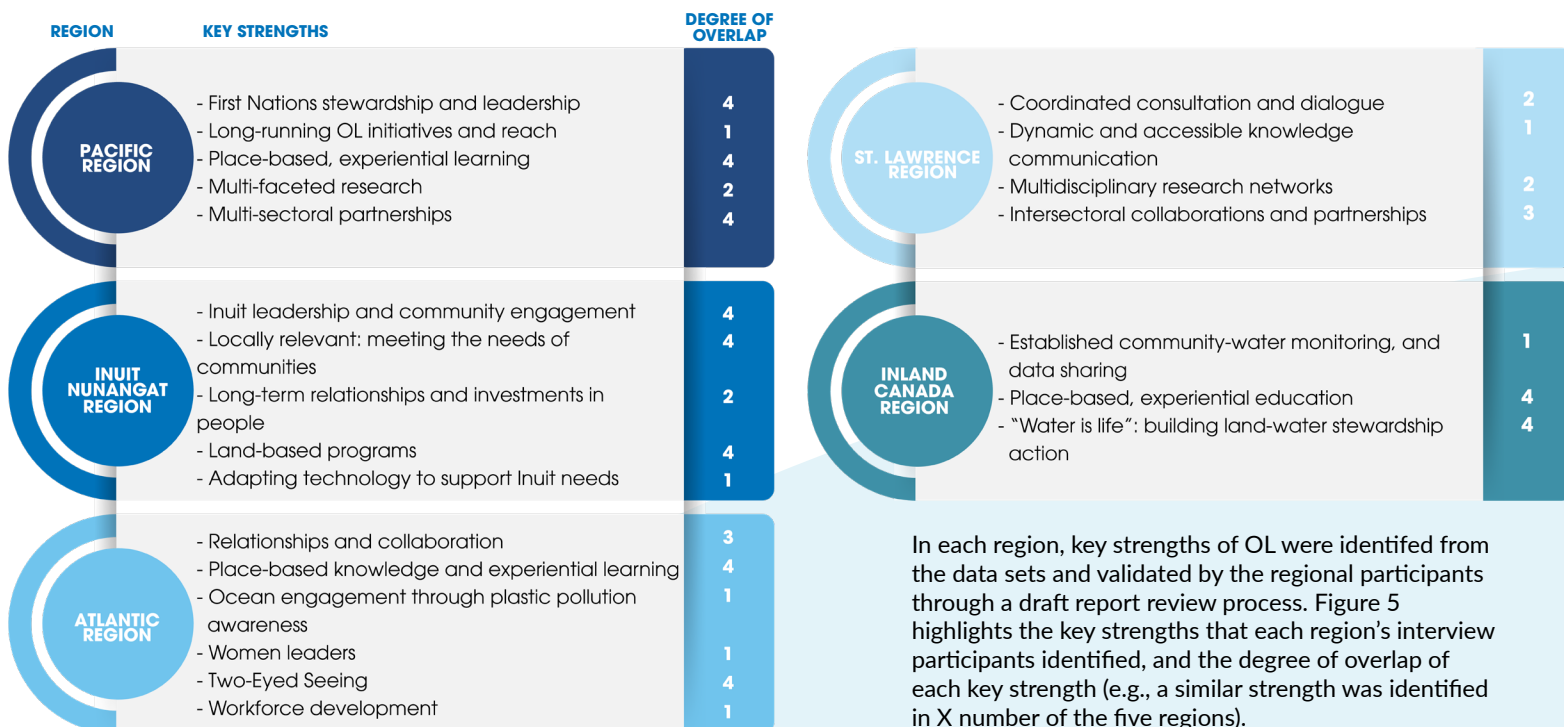 REGION
KEY STRENGTHS
DEGREE OF
OVERLAP
PACIFIC
REGION
- First Nations stewardship and leadership 4
- Long-running OL initiatives and reach 1
- Place-based, experiential learning 4
- Multi-faceted research 2
- Multi-sectoral partnerships 4
INUIT
NUNANGAT
REGION
- Inuit leadership and community engagement 4
- Locally relevant: meeting the needs of 4
communities
- Long-term relationships and investments in 2
people
- Land-based programs 4
- Adapting technology to support Inuit needs 1
ATLANTIC
REGION
- Relationships and collaboration 3
- Place-based knowledge and experiential learning 4
- Ocean engagement through plastic pollution 1
awareness
- Women leaders 1
- Two-Eyed Seeing 4
- Workforce development 1
ST. LAWRENCE
REGION
- Coordinated consultation and dialogue 2
- Dynamic and accessible knowledge 1
communication
- Multidisciplinary research networks 2
- Intersectoral collaborations and partnerships 3
INLAND
CANADA
REGION
- Established community-water monitoring, and 1
data sharing
- Place-based, experiential education 4
- “Water is life”: building land-water stewardship 4
action
In each region, key strengths of OL were identifed from
the data sets and validated by the regional participants
through a draft report review process. Figure 5
highlights the key strengths that each region’s interview
participants identified, and the degree of overlap of
each key strength (e.g., a similar strength was identified
in X number of the five regions).